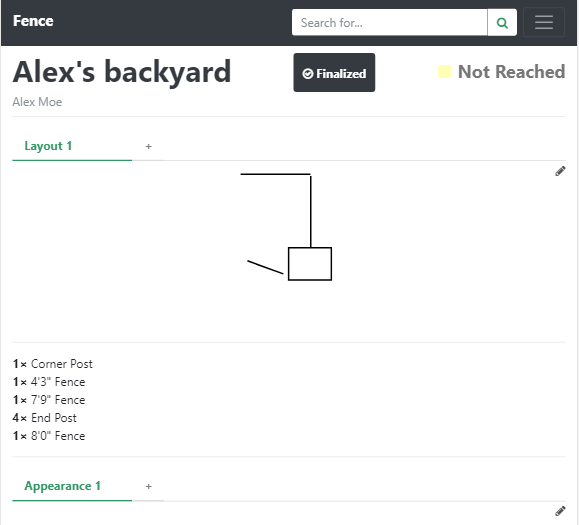 Fence
Search for...
Alex's backyard
Finalized
Not Reached
Alex Moe
Layout 1
+
1× Corner Post
1× 4'3" Fence
1× 7'9" Fence
4× End Post
1× 8'0" Fence
Appearance 1
+